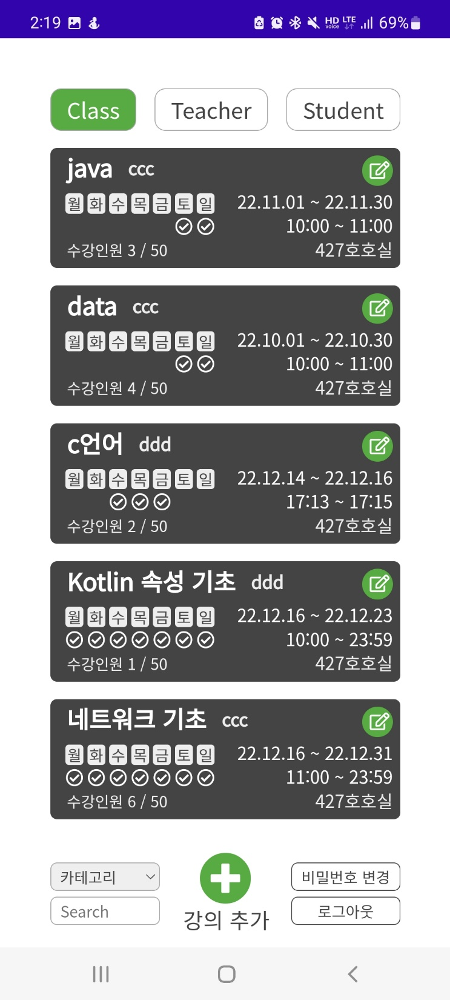 2:19 HD voice LTE 69%
Class Teacher Student
java ccc
월 화 수 목 금 토 일 22.11.01 ~ 22.11.30
10:00 ~ 11:00
수강인원 3 / 50 427호호실
data ccc
월 화 수 목 금 토 일 22.10.01 ~ 22.10.30
10:00 ~ 11:00
수강인원 4 / 50 427호호실
c언어 ddd
월 화 수 목 금 토 일 22.12.14 ~ 22.12.16
17:13 ~ 17:15
수강인원 2 / 50 427호호실
Kotlin 속성 기초 ddd
월 화 수 목 금 토 일 22.12.16 ~ 22.12.23
10:00 ~ 23:59
수강인원 1 / 50 427호호실
네트워크 기초 ccc
월 화 수 목 금 토 일 22.12.16 ~ 22.12.31
11:00 ~ 23:59
수강인원 6 / 50 427호호실
카테고리 비밀번호 변경
Search 강의 추가 로그아웃